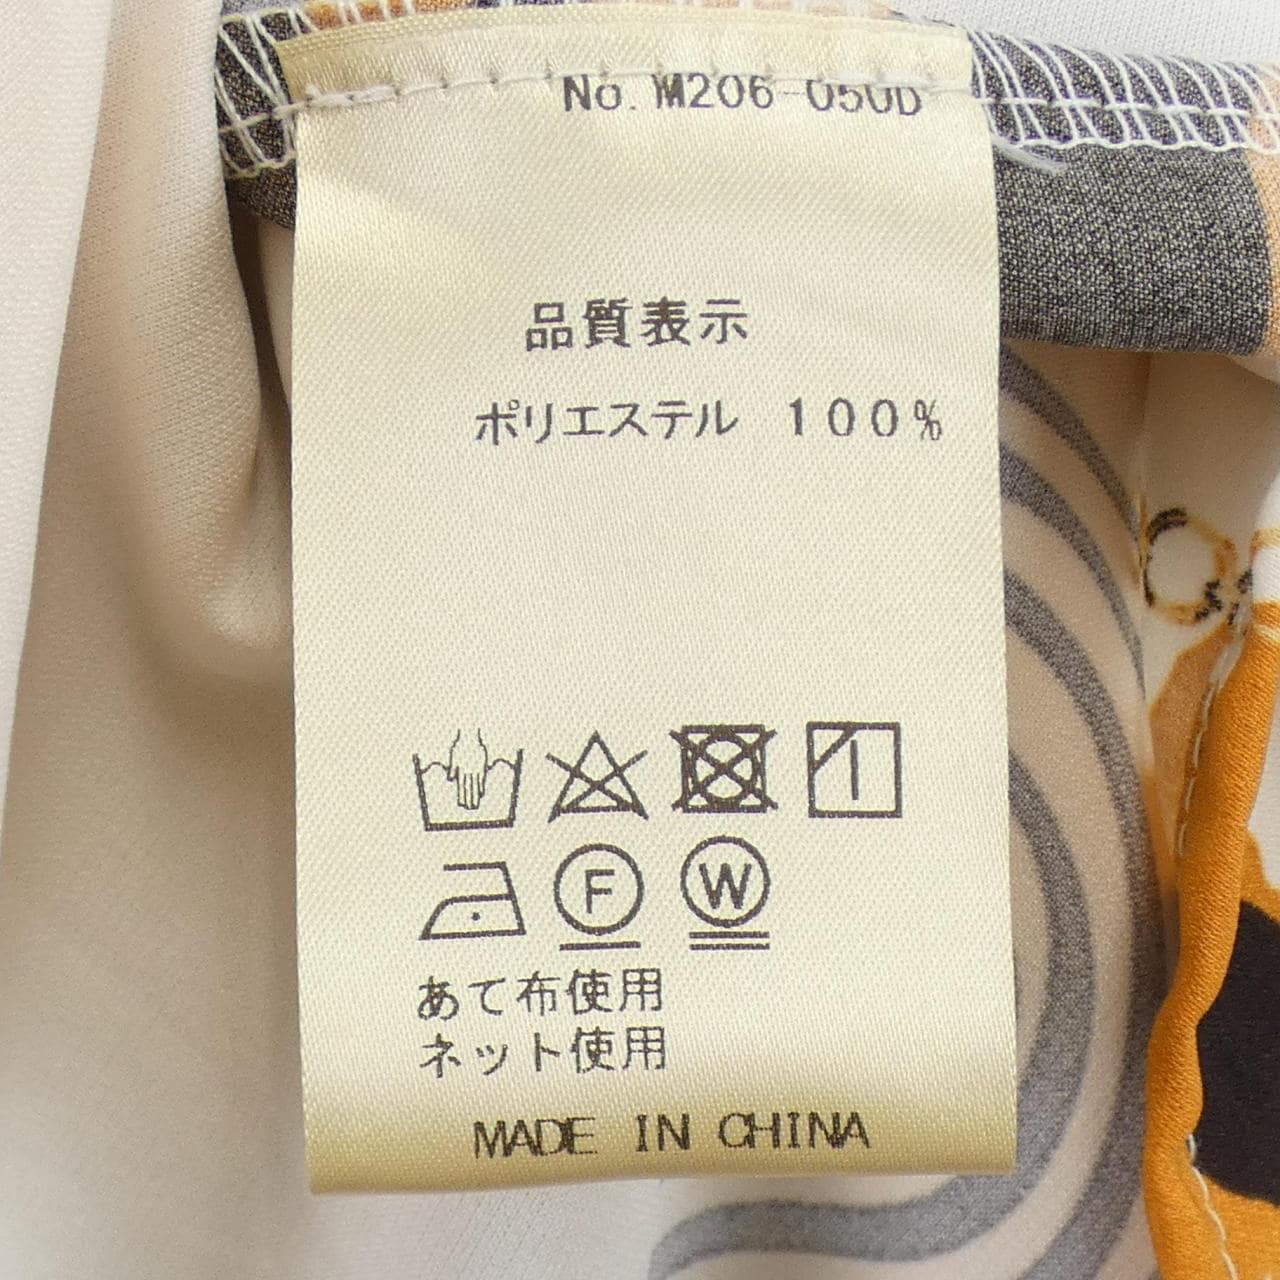 No. M206-050D
品質表示
ポリエステル 100%
F W
あて布使用
ネット使用
MADE IN CHINA